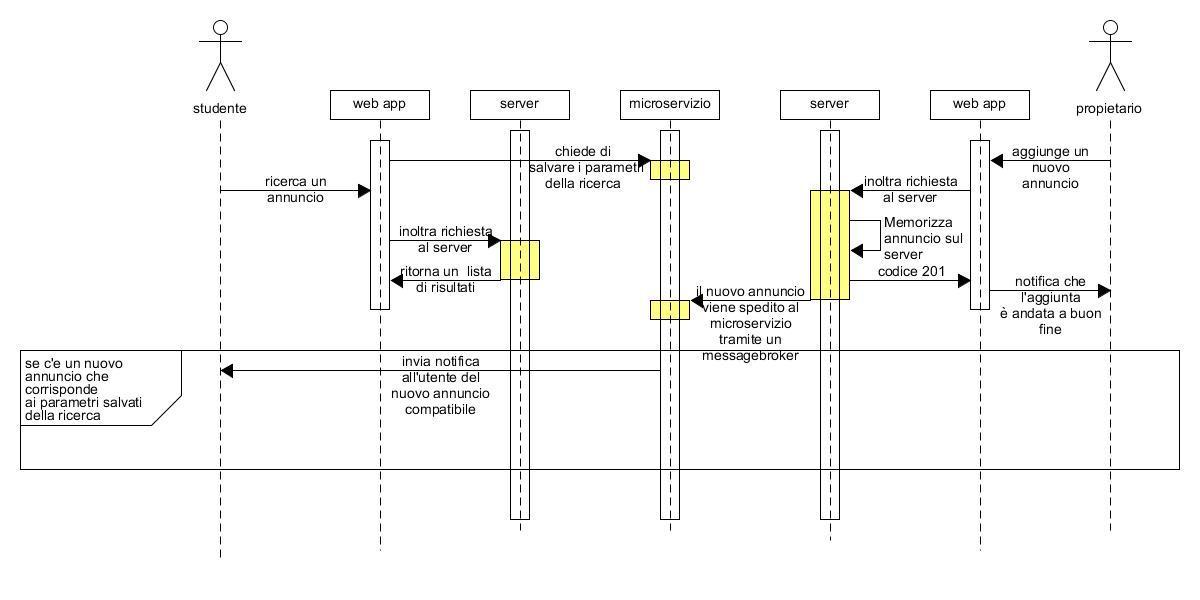 studente
web app
server
microservizio
server
web app
propietario
chiede di
salvare i parametri
della ricerca
aggiunge un
nuovo
annuncio
ricerca un
annuncio
inoltra richiesta
al server
Memorizza
annuncio sul
server
inoltra richiesta
al server
ritorna un lista
di risultati
codice 201
notifica che
l'aggiunta
è andata a buon
fine
il nuovo annuncio
viene spedito al
microservizio
tramite un
messagebroker
se c'e un nuovo
annuncio che
corrisponde
ai parametri salvati
della ricerca
invia notifica
all'utente del
nuovo annuncio
compatibile